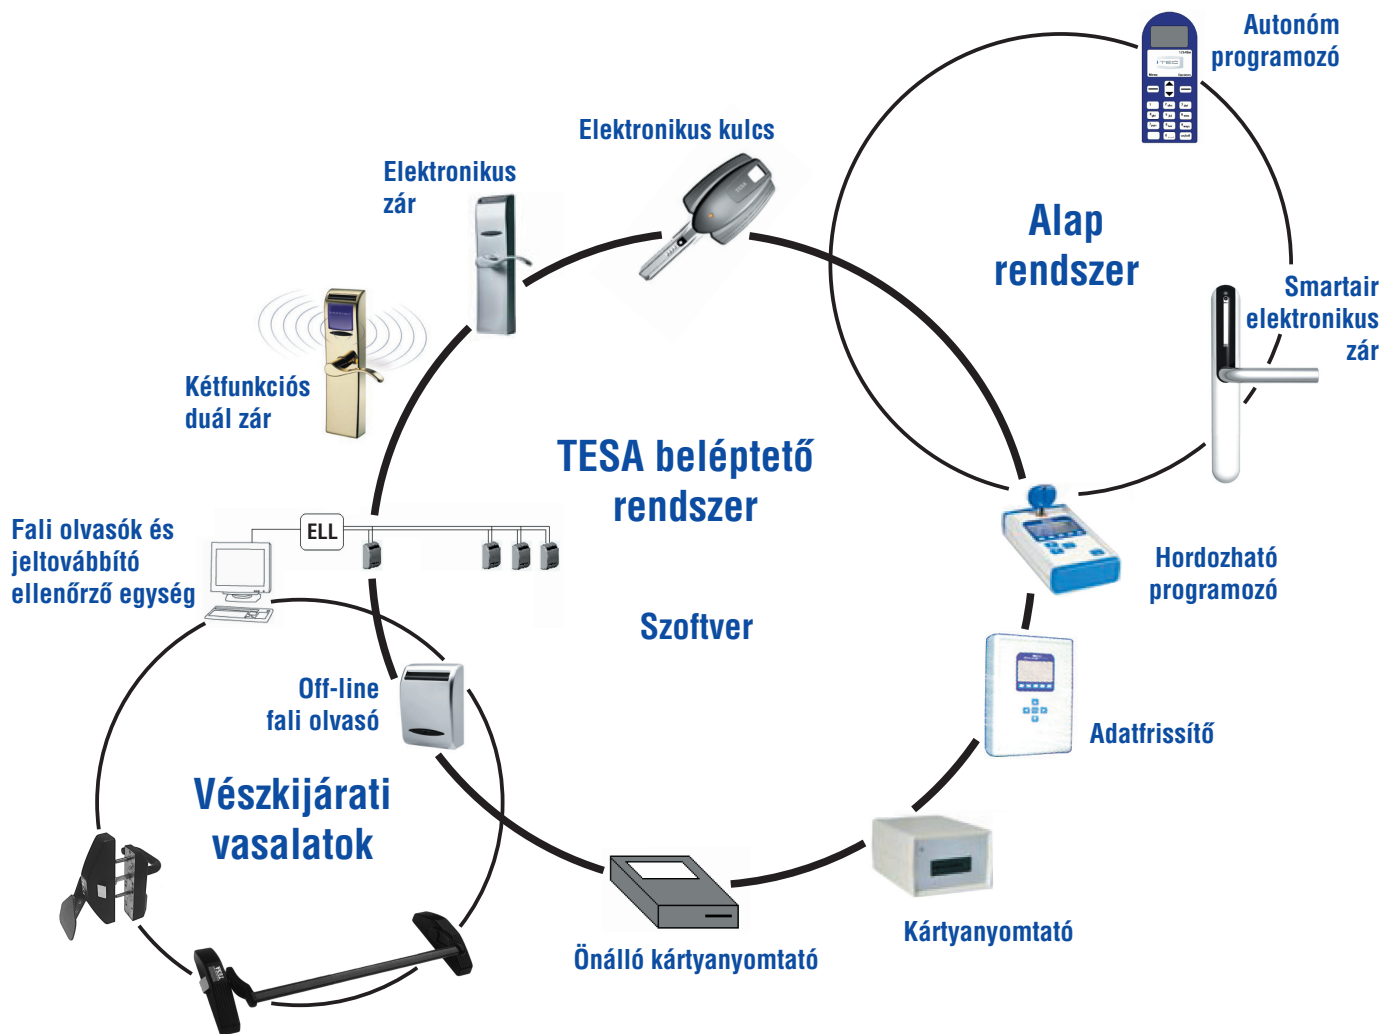 Autonóm
programozó
Elektronikus kulcs
Elektronikus
zár
Alap
rendszer
Smartair
elektronikus
zár
Kétfunkciós
duál zár
TESA beléptető
rendszer
Fali olvasók és
jeltovábbító
ellenőrző egység
ELL
Hordozható
programozó
Szoftver
Off-line
fali olvasó
Adatfrissítő
Vészkijárati
vasalatok
Kártyanyomtató
Önálló kártyanyomtató
TESA